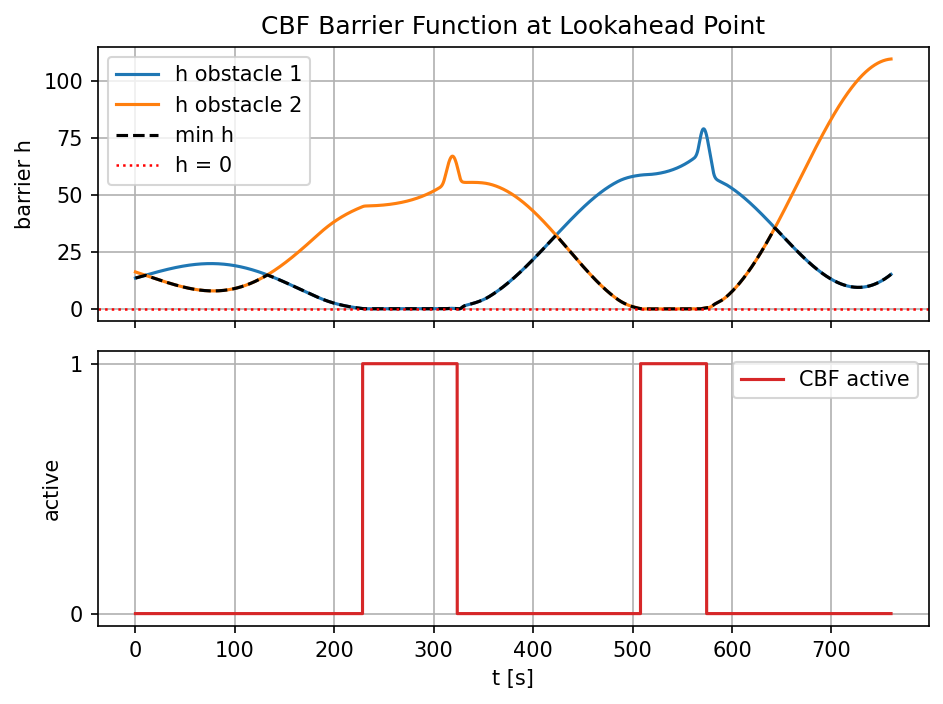 CBF Barrier Function at Lookahead Point
barrier h
100
75
50
25
0
h obstacle 1
h obstacle 2
min h
h = 0
active
1
0
CBF active
0 100 200 300 400 500 600 700
t [s]